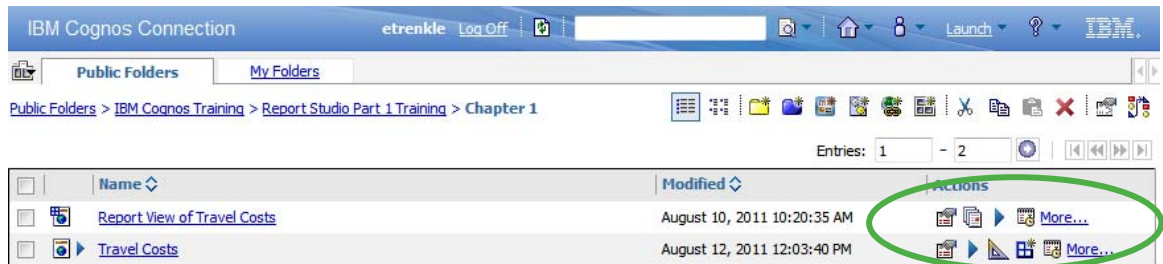 IBM Cognos Connection etrenkle Log Off Launch IBM.
Public Folders My Folders
Public Folders > IBM Cognos Training > Report Studio Part 1 Training > Chapter 1
Entries: 1 - 2
Name Modified Actions
Report View of Travel Costs August 10, 2011 10:20:35 AM More...
Travel Costs August 12, 2011 12:03:40 PM More...